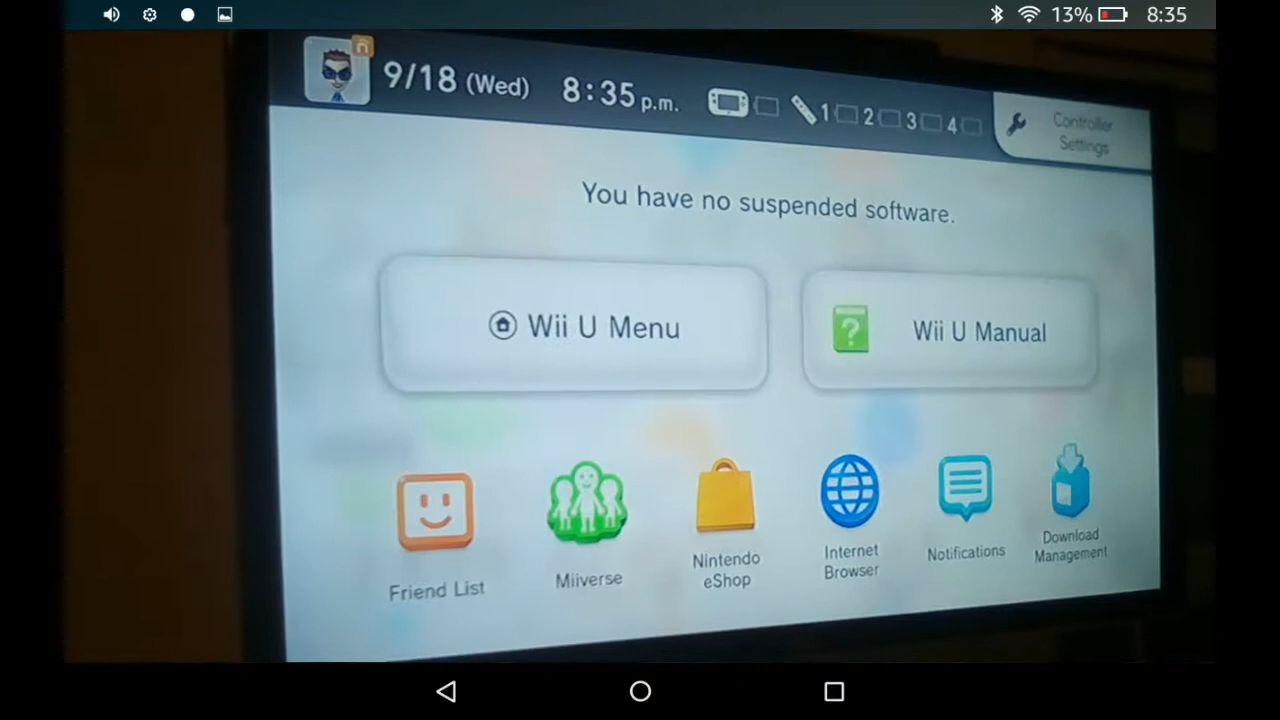 13% 8:35
9/18 (Wed) 8:35 p.m. 1 2 3 4 Controller
Settings
You have no suspended software.
Wii U Menu
Wii U Manual
Friend List
Miiverse
Nintendo
eShop
Internet
Browser
Notifications
Download
Management